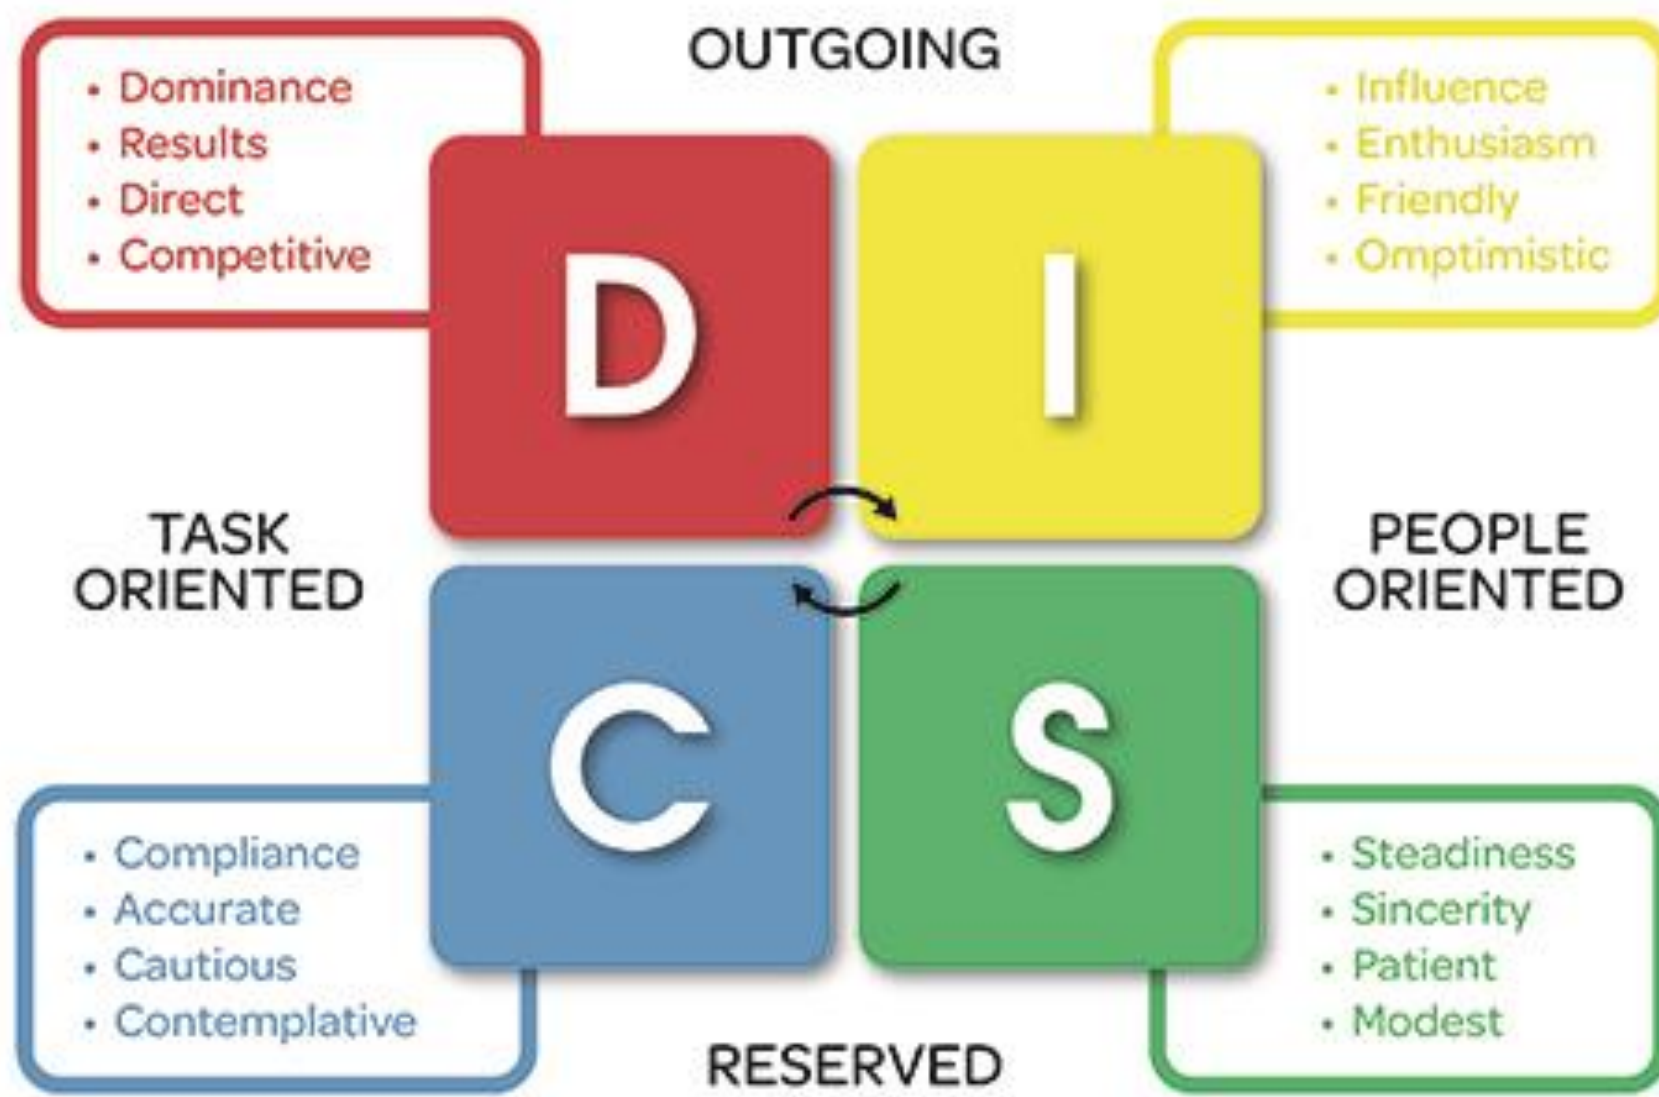 OUTGOING
• Dominance
• Results
• Direct
• Competitive
• Influence
• Enthusiasm
• Friendly
• Omptimistic
D
I
TASK
ORIENTED
PEOPLE
ORIENTED
C
S
• Compliance
• Accurate
• Cautious
• Contemplative
• Steadiness
• Sincerity
• Patient
• Modest
RESERVED